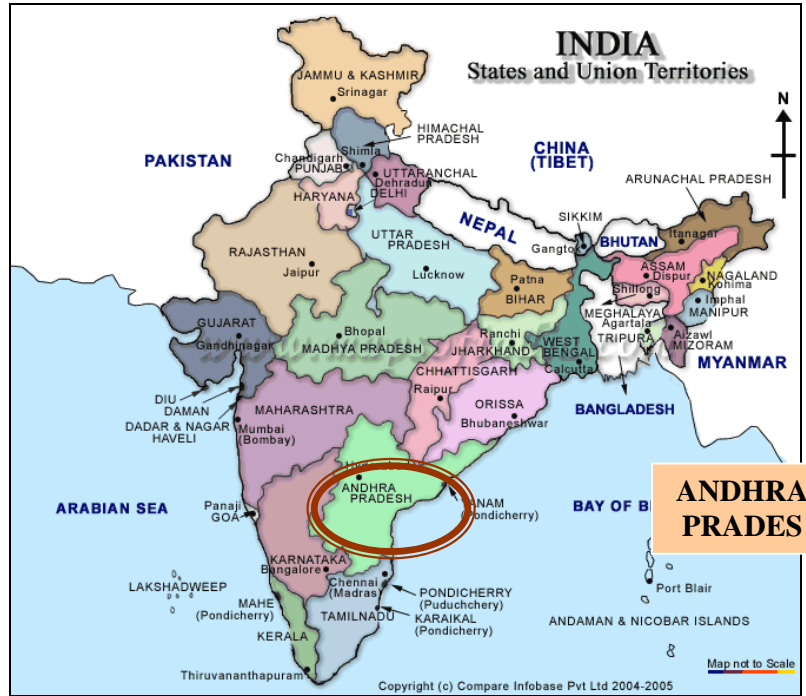 INDIA
States and Union Territories
N
JAMMU & KASHMIR
Srinagar
HIMACHAL
PRADESH
Shimla
CHINA
(TIBET)
PAKISTAN
Chandigarh
PUNJAB
UTTARANCHAL
Dehradun
HARYANA
DELHI
ARUNACHAL PRADESH
NEPAL
SIKKIM
Itanagar
UTTAR
PRADESH
Gangtok
BHUTAN
RAJASTHAN
Jaipur
Lucknow
ASSAM
Dispur
NAGALAND
Kohima
Patna
BIHAR
Shillong
Imphal
MANIPUR
MEGHALAYA
Agartala
TRIPURA
Aizawl
MIZORAM
GUJARAT
Gandhinagar
Bhopal
MADHYA PRADESH
Ranchi
JHARKHAND
WEST
BENGAL
Calcutta
MYANMAR
CHHATTISGARH
Raipur
DIU
DAMAN
DADAR & NAGAR
HAVELI
MAHARASHTRA
Mumbai
(Bombay)
ORISSA
Bhubaneshwar
BANGLADESH
ANDHRA
PRADESH
ANDHRA
PRADES
ARABIAN SEA
Panaji
GOA
(Pondicherry)
BAY OF
KARNATAKA
Bangalore
LAKSHADWEEP
Chennai
(Madras)
PONDICHERRY
(Puduchchery)
Port Blair
MAHE
(Pondicherry)
TAMILNADU
KARAIKAL
(Pondicherry)
ANDAMAN & NICOBAR ISLANDS
KERALA
Thiruvananthapuram
Map not to Scale
Copyright (c) Compare Infobase Pvt Ltd 2004-2005